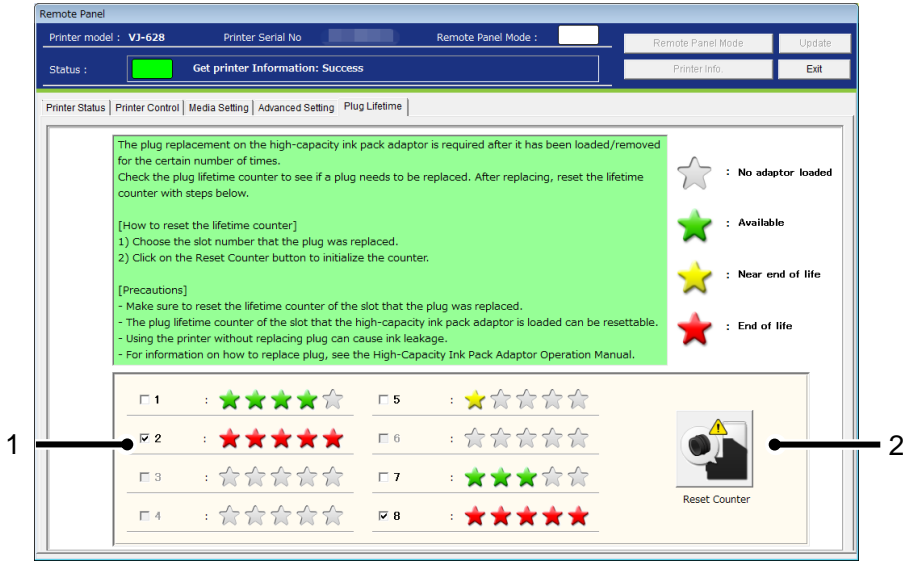 Remote Panel
Printer model : VJ-628 Printer Serial No Remote Panel Mode : Remote Panel Mode Update
Status : Get printer Information: Success Printer Info. Exit
Printer Status Printer Control Media Setting Advanced Setting Plug Lifetime
The plug replacement on the high-capacity ink pack adaptor is required after it has been loaded/removed
for the certain number of times.
Check the plug lifetime counter to see if a plug needs to be replaced. After replacing, reset the lifetime
counter with steps below.
[How to reset the lifetime counter]
1) Choose the slot number that the plug was replaced.
2) Click on the Reset Counter button to initialize the counter.
[Precautions]
- Make sure to reset the lifetime counter of the slot that the plug was replaced.
- The plug lifetime counter of the slot that the high-capacity ink pack adaptor is loaded can be resettable.
- Using the printer without replacing plug can cause ink leakage.
- For information on how to replace plug, see the High-Capacity Ink Pack Adaptor Operation Manual.
: No adaptor loaded
: Available
: Near end of life
: End of life
1 : 5 :
2 : 6 :
3 : 7 :
4 : 8 :
Reset Counter
1
2